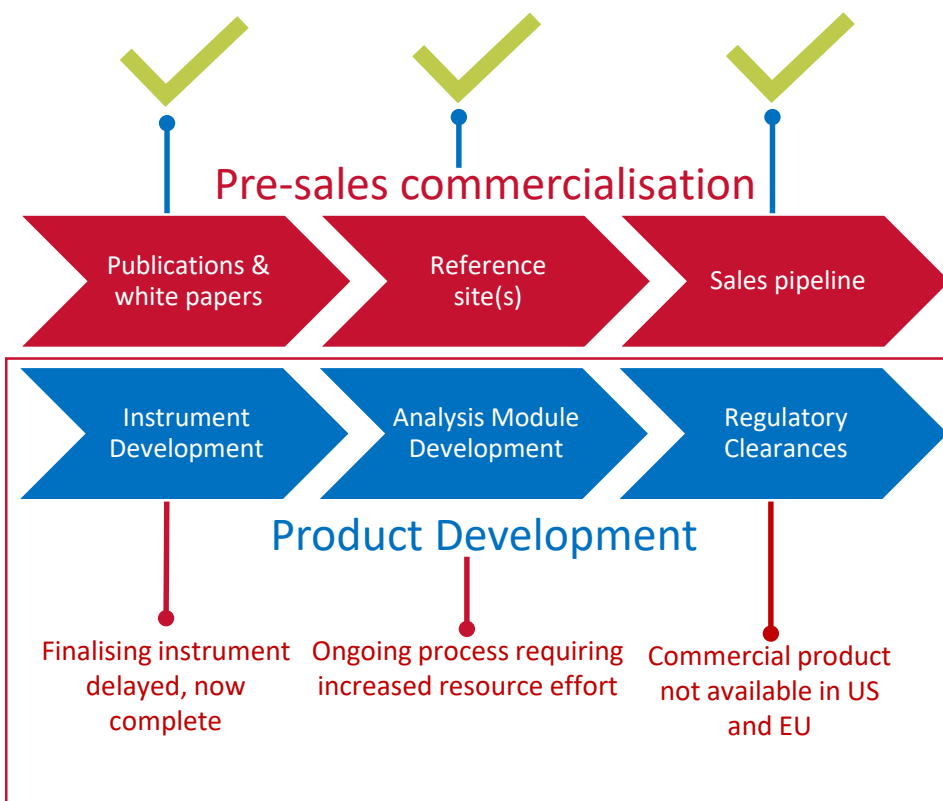 Pre-sales commercialisation
Publications &
white papers
Reference
site(s)
Sales pipeline
Instrument
Development
Analysis Module
Development
Regulatory
Clearances
Product Development
Finalising instrument
delayed, now
complete
Ongoing process requiring
increased resource effort
Commercial product
not available in US
and EU